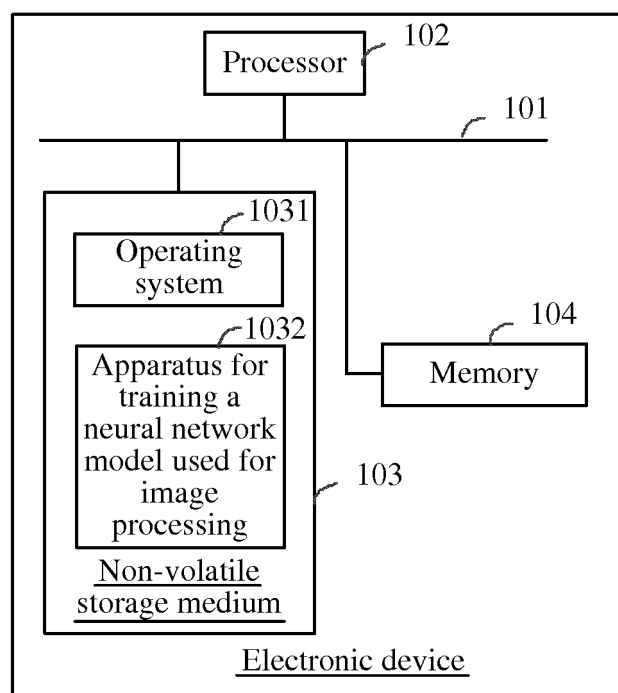 102
Processor
101
1031
Operating
system
1032
Apparatus for
training a
neural network
model used for
image
processing
104
Memory
103
Non-volatile
storage medium
Electronic device